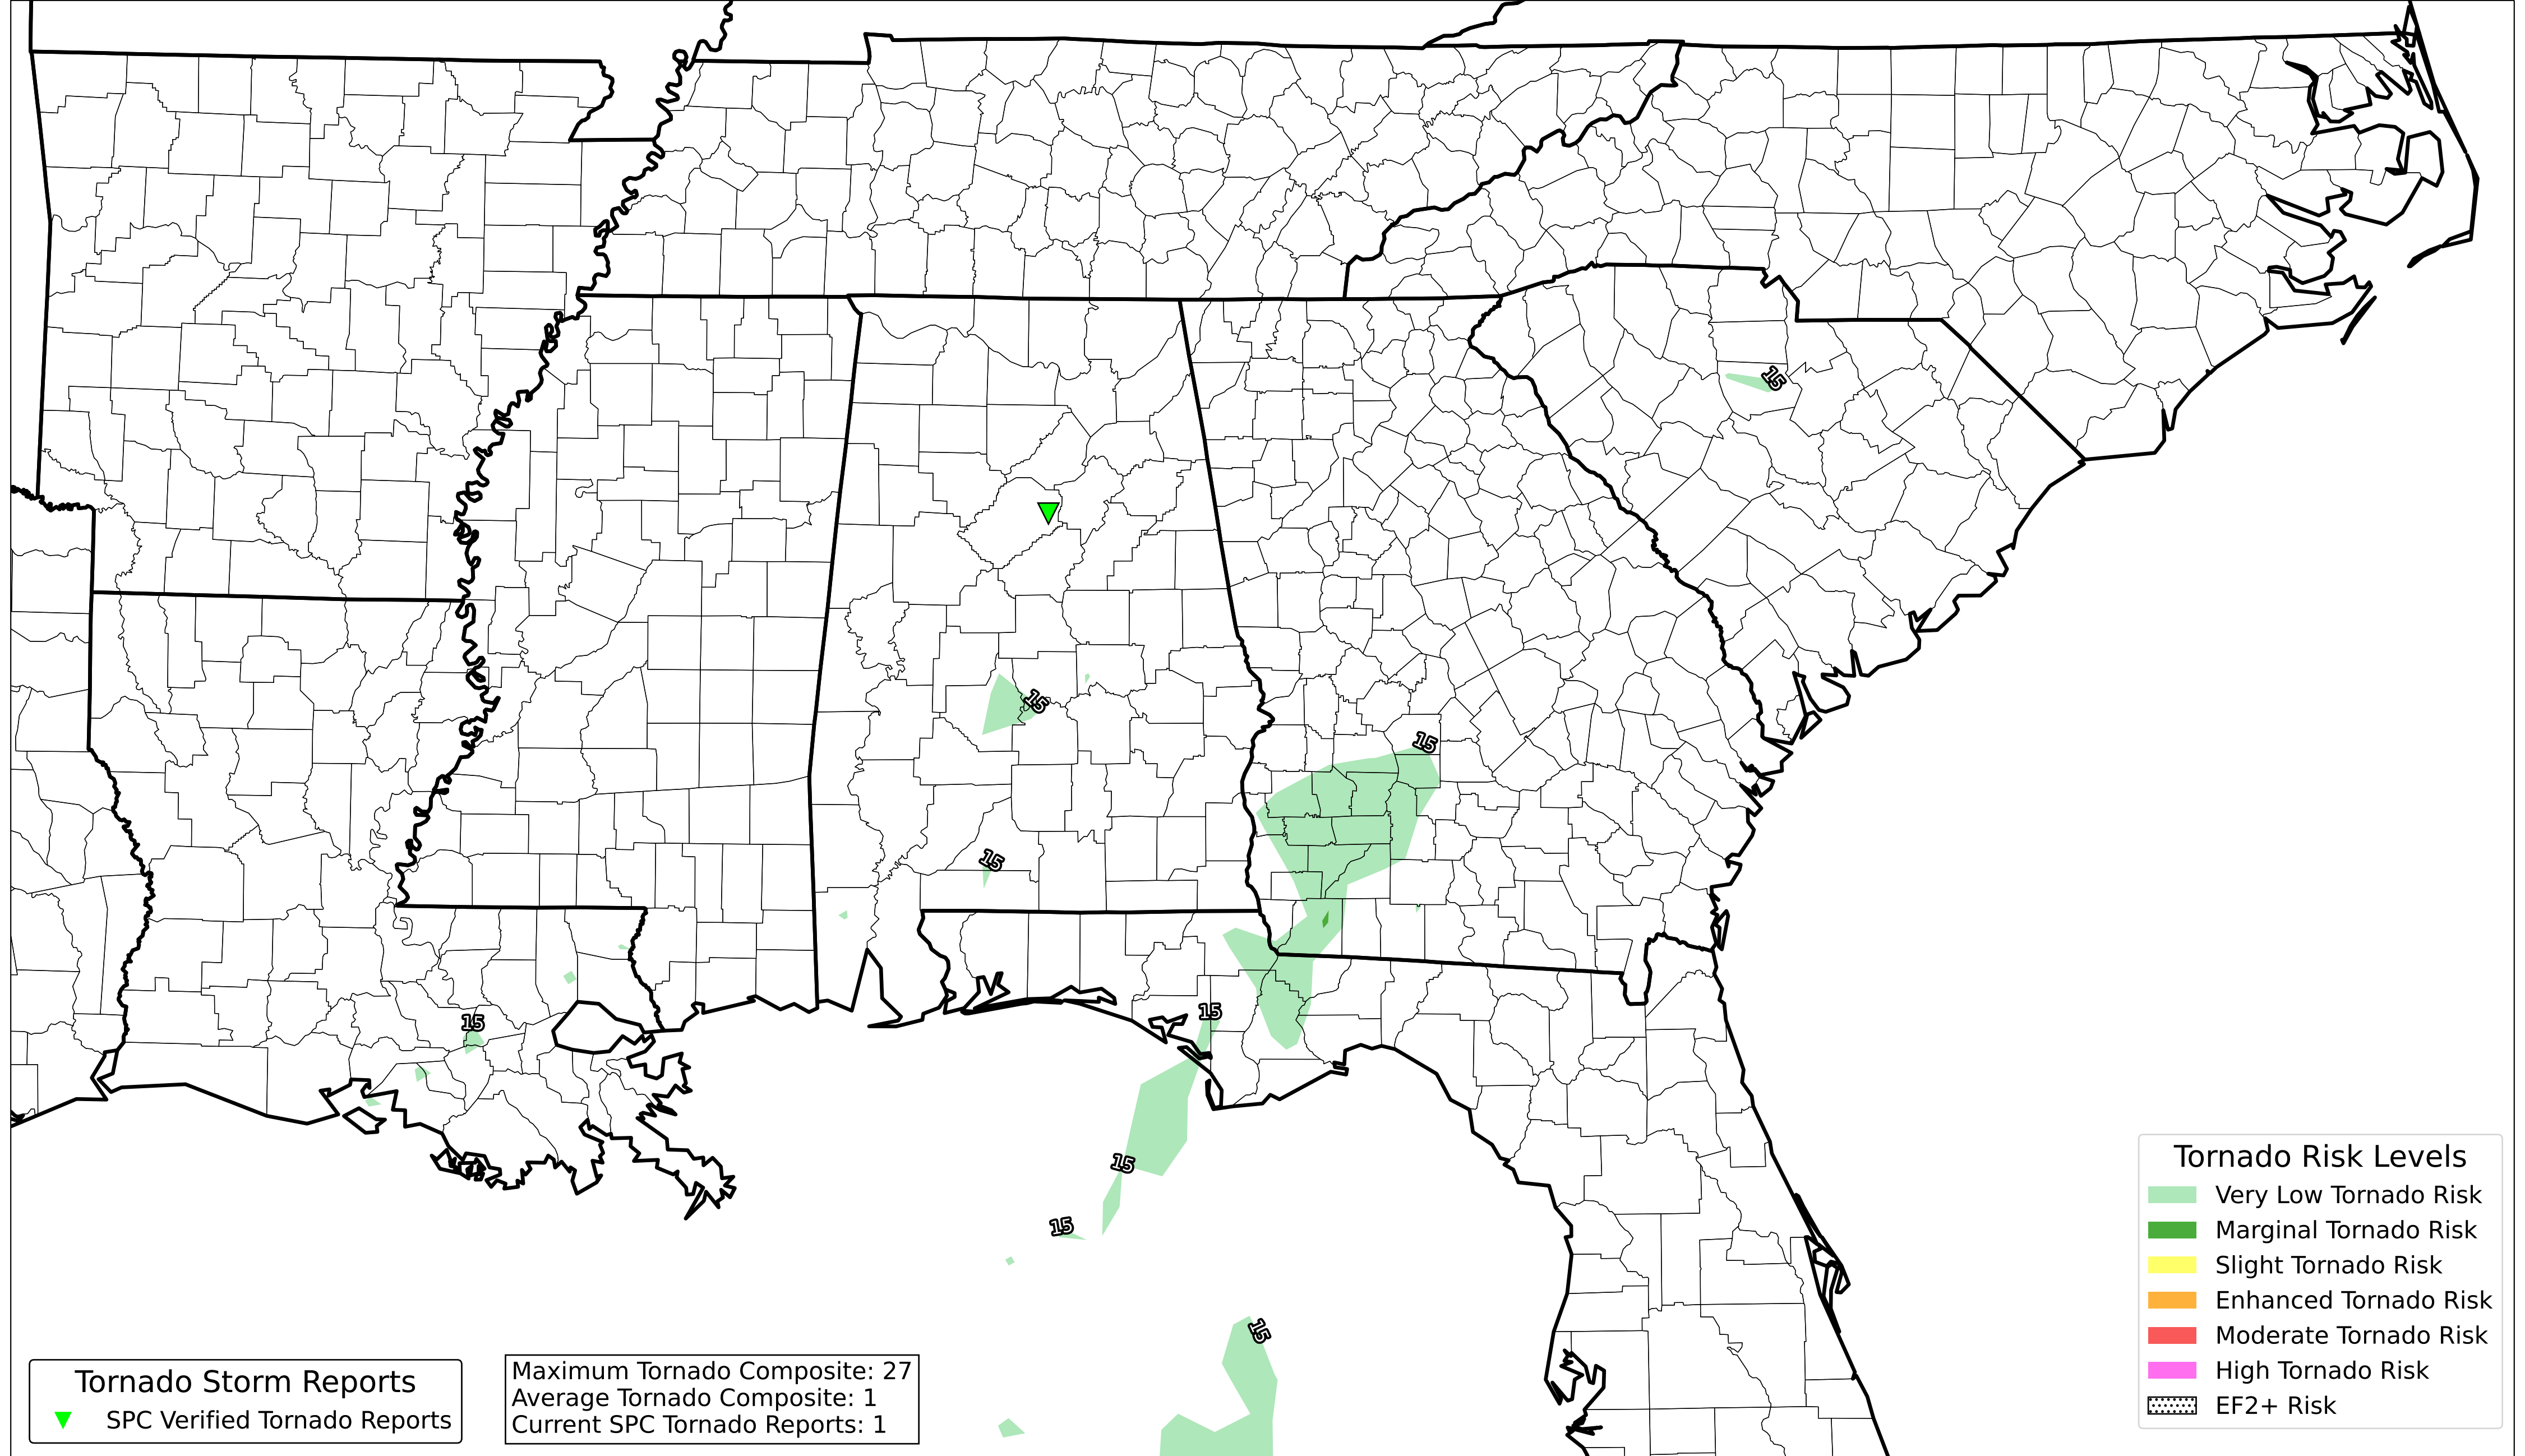 15
15
15
15
15
15
15
15
15
Tornado Storm Reports
SPC Verified Tornado Reports
Maximum Tornado Composite: 27
Average Tornado Composite: 1
Current SPC Tornado Reports: 1
Tornado Risk Levels
Very Low Tornado Risk
Marginal Tornado Risk
Slight Tornado Risk
Enhanced Tornado Risk
Moderate Tornado Risk
High Tornado Risk
EF2+ Risk